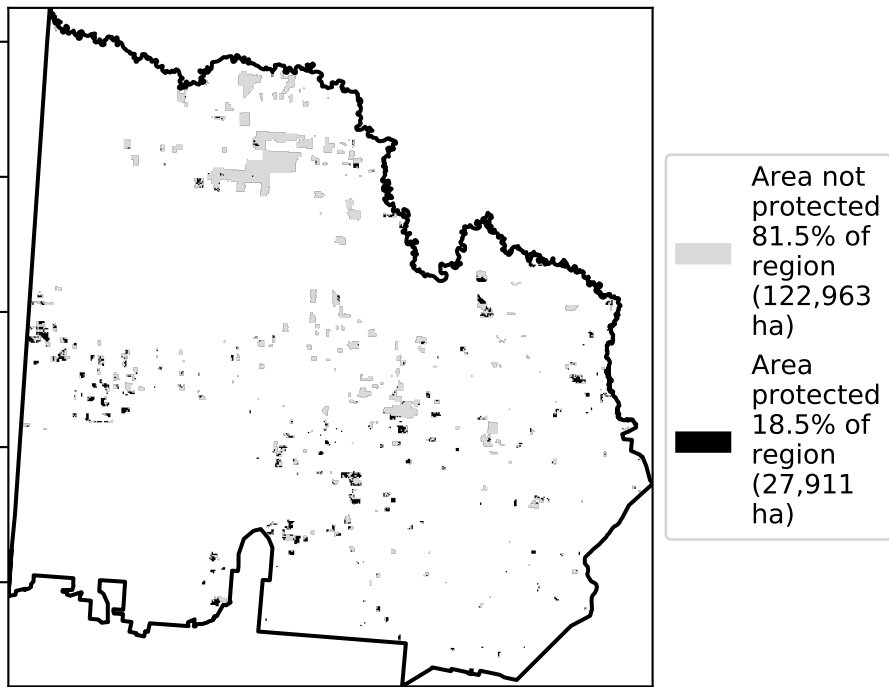 Area not
protected
81.5% of
region
(122,963
ha)
Area
protected
18.5% of
region
(27,911
ha)